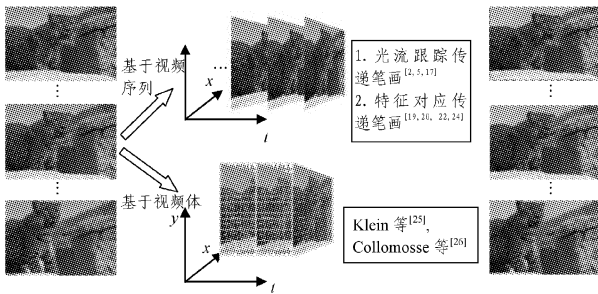 基于视频
序列
x
...
t
1. 光流跟踪传
递笔画[2,5,17]
2. 特征对应传
递笔画[19,20, 22,24]
基于视频体
y
x
t
Klein 等[25],
Collomosse 等[26]